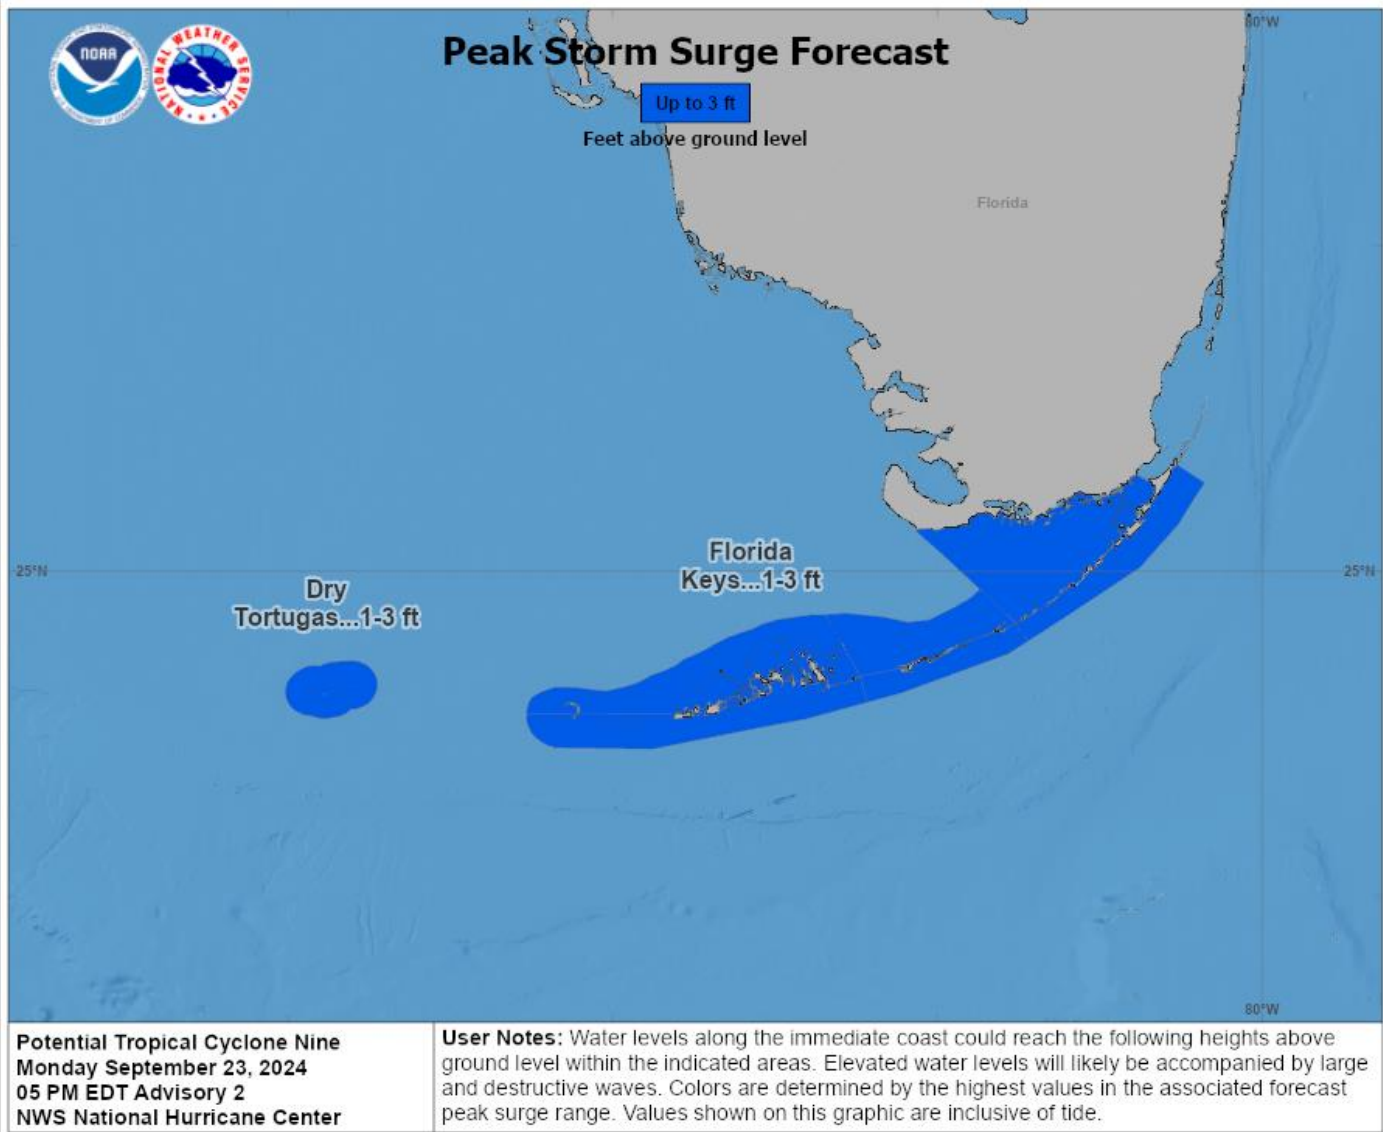 NOAA
NATIONAL WEATHER SERVICE
80°W
Peak Storm Surge Forecast
Up to 3 ft
Feet above ground level
Florida
25°N
25°N
Florida
Keys...1-3 ft
Dry
Tortugas...1-3 ft
80°W
Potential Tropical Cyclone Nine
Monday September 23, 2024
05 PM EDT Advisory 2
NWS National Hurricane Center
User Notes: Water levels along the immediate coast could reach the following heights above
ground level within the indicated areas. Elevated water levels will likely be accompanied by large
and destructive waves. Colors are determined by the highest values in the associated forecast
peak surge range. Values shown on this graphic are inclusive of tide.